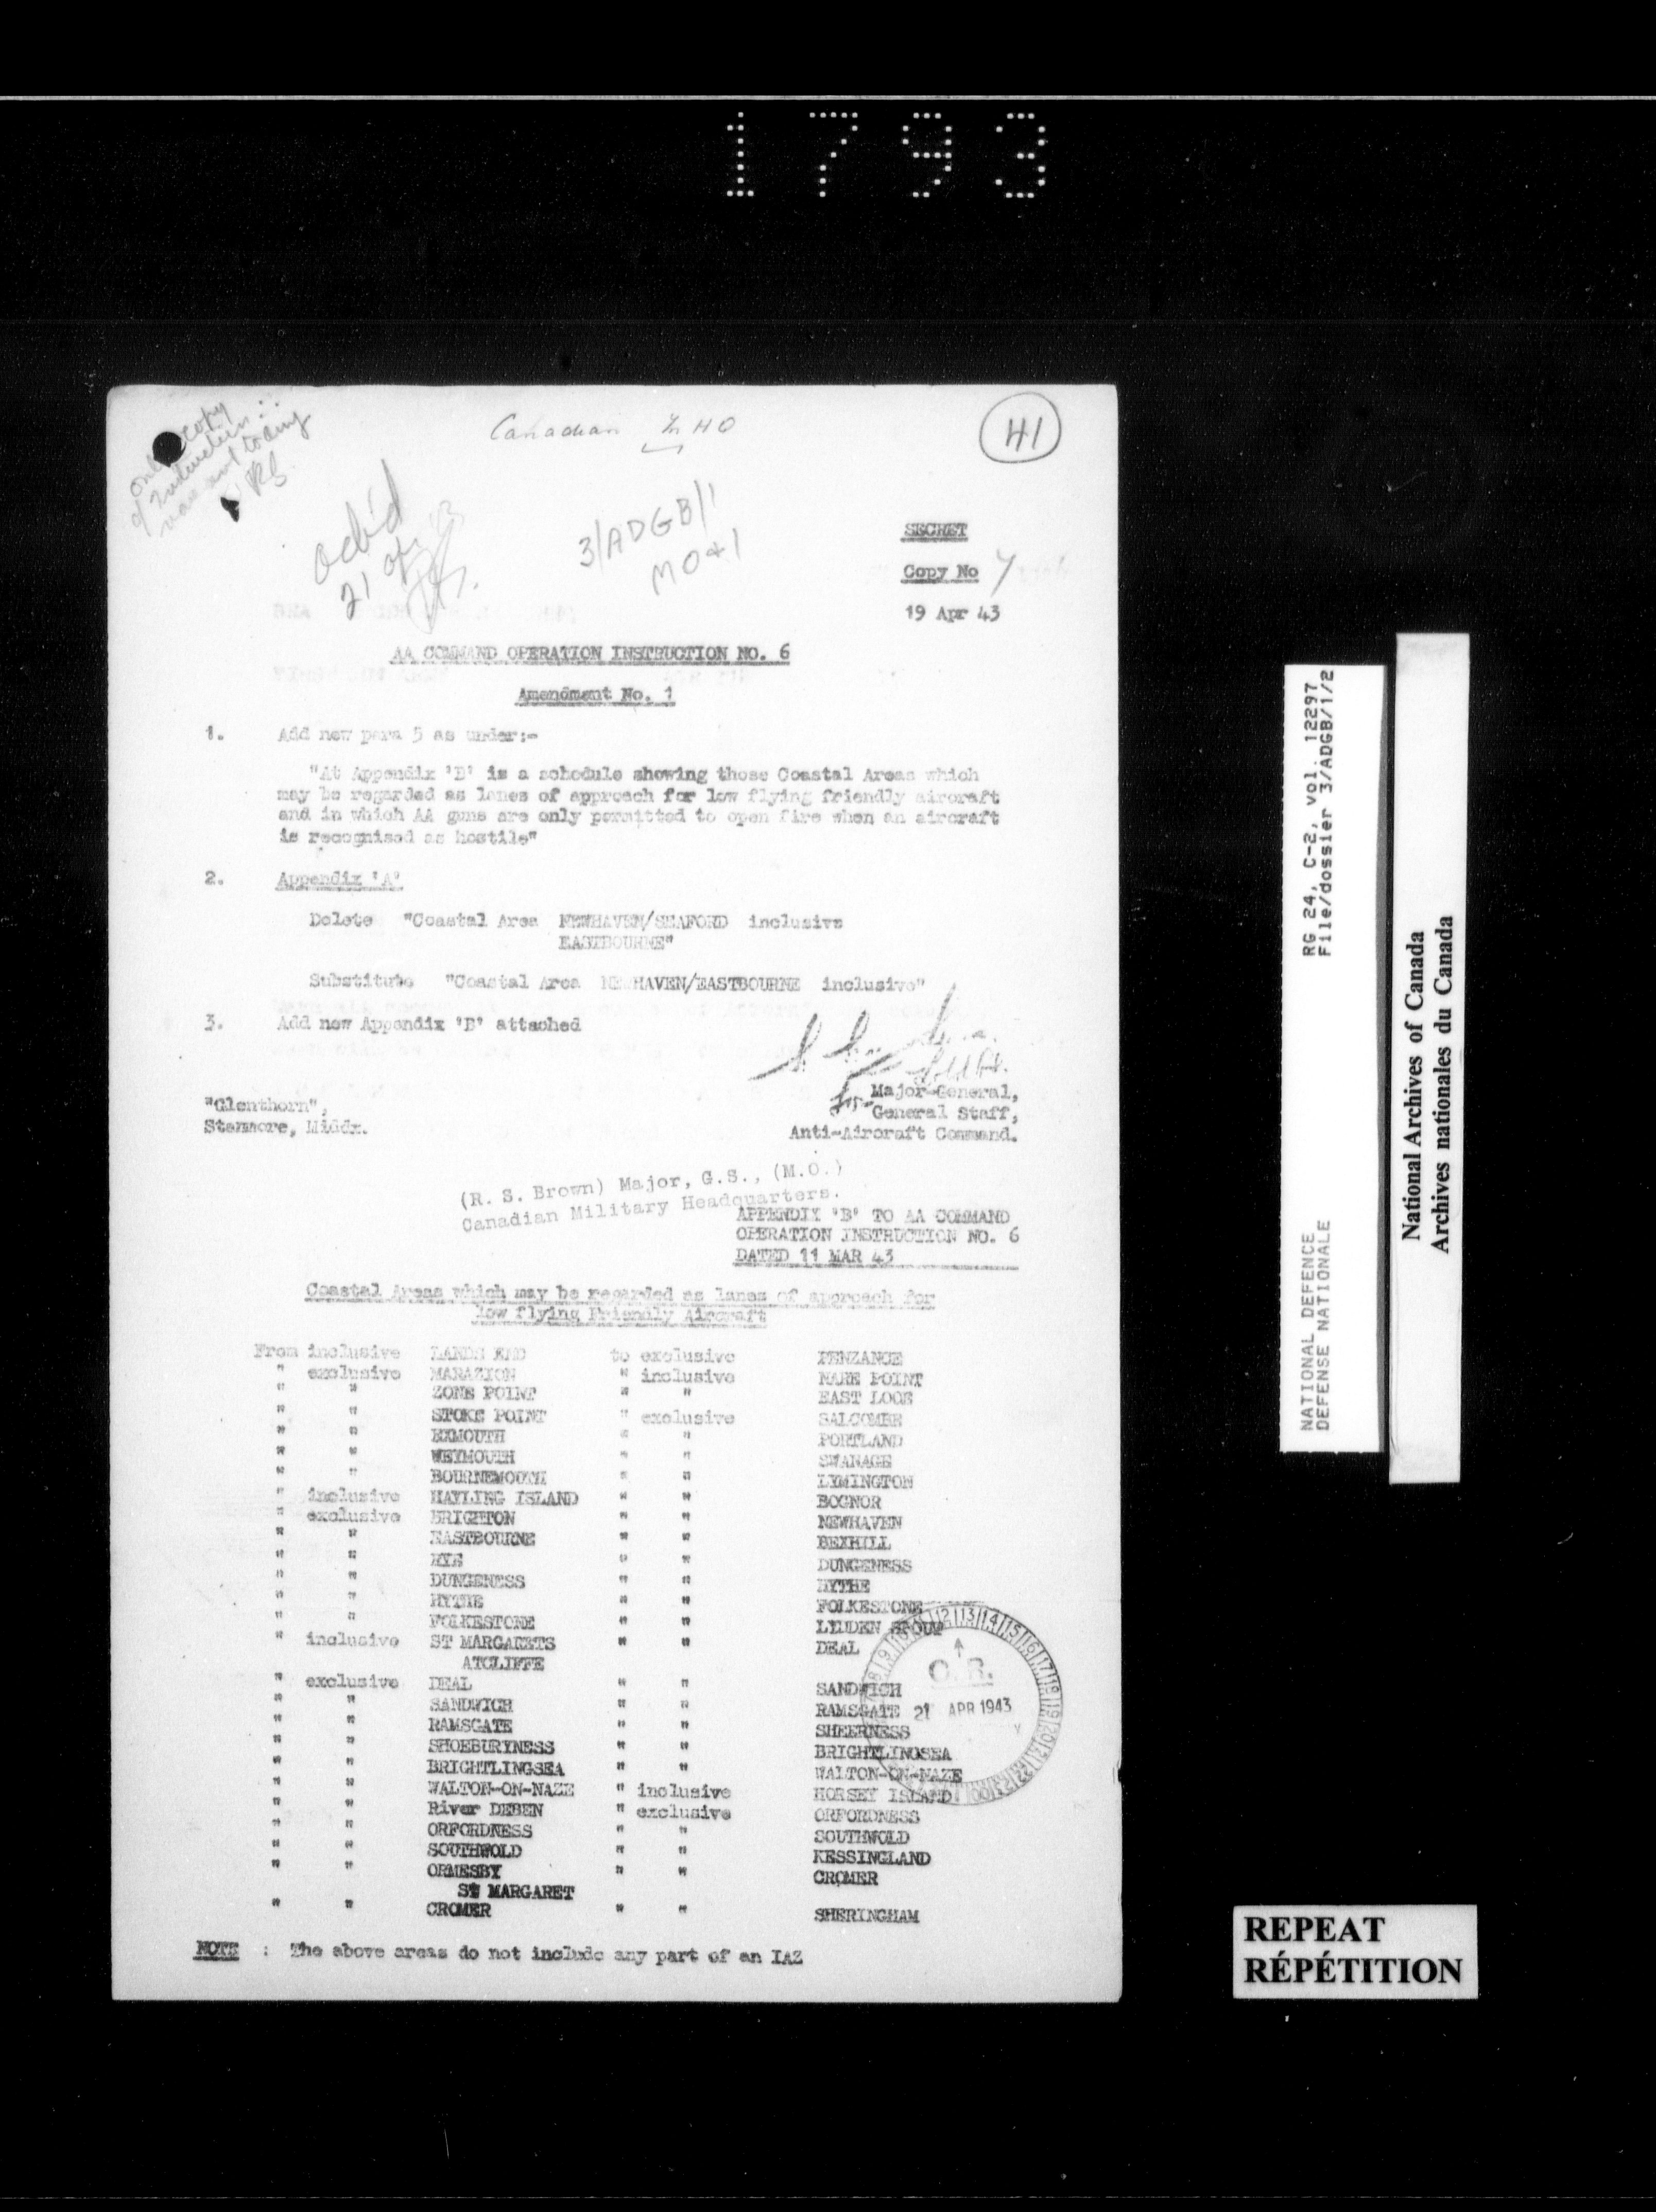 1793
only copy
Canadian M HQ
41
ack'd
21 Apr
3/ADGB/1
MO & 1
SECRET
Copy No 7
19 Apr 43
AA COMMAND OPERATION INSTRUCTION NO. 6
Amendment No. 1
1. Add new para 5 as under:-
"At Appendix 'B' is a schedule showing those Coastal Areas which
may be regarded as lanes of approach for low flying friendly aircraft
and in which AA guns are only permitted to open fire when an aircraft
is recognised as hostile"
2. Appendix 'A'
Delete "Coastal Area NEWHAVEN/SEAFORD inclusive
EASTBOURNE"
Substitute "Coastal Area NEWHAVEN/EASTBOURNE inclusive"
3. Add new Appendix 'B' attached
for Major-General,
General Staff,
Anti-Aircraft Command.
"Glenthorn",
Stanmore, Middx.
(R. S. Brown) Major, G.S., (M.O.)
Canadian Military Headquarters.
APPENDIX 'B' TO AA COMMAND
OPERATION INSTRUCTION NO. 6
DATED 11 MAR 43
Coastal Areas which may be regarded as lanes of approach for
low flying Friendly Aircraft
From inclusive LANDS END to exclusive PENZANCE
" exclusive MARAZION " inclusive NARE POINT
" " ZONE POINT " " EAST LOOE
" " STOKE POINT " exclusive SALCOMBE
" " EXMOUTH " " PORTLAND
" " WEYMOUTH " " SWANAGE
" " BOURNEMOUTH " " LYMINGTON
" inclusive HAYLING ISLAND " " BOGNOR
" exclusive BRIGHTON " " NEWHAVEN
" " EASTBOURNE " " BEXHILL
" " RYE " " DUNGENESS
" " DUNGENESS " " HYTHE
" " HYTHE " " FOLKESTONE
" " FOLKESTONE " " LYDDEN SPOUT
" inclusive ST MARGARETS " " DEAL
ATCLIFFE
" exclusive DEAL " " SANDWICH
" " SANDWICH " " RAMSGATE
" " RAMSGATE " " SHEERNESS
" " SHOEBURYNESS " " BRIGHTLINGSEA
" " BRIGHTLINGSEA " " WALTON-ON-NAZE
" " WALTON-ON-NAZE " inclusive HORSEY ISLAND
" " River DEBEN " exclusive ORFORDNESS
" " ORFORDNESS " " SOUTHWOLD
" " SOUTHWOLD " " KESSINGLAND
" " ORMESBY " " CROMER
ST MARGARET
" " CROMER " " SHERINGHAM
NOTE : The above areas do not include any part of an IAZ
C.R.
21 APR 1943
RG 24, C-2, vol. 12297
File/dossier 3/ADGB/1/2
NATIONAL DEFENCE
DEFENSE NATIONALE
National Archives of Canada
Archives nationales du Canada
REPEAT
RÉPÉTITION